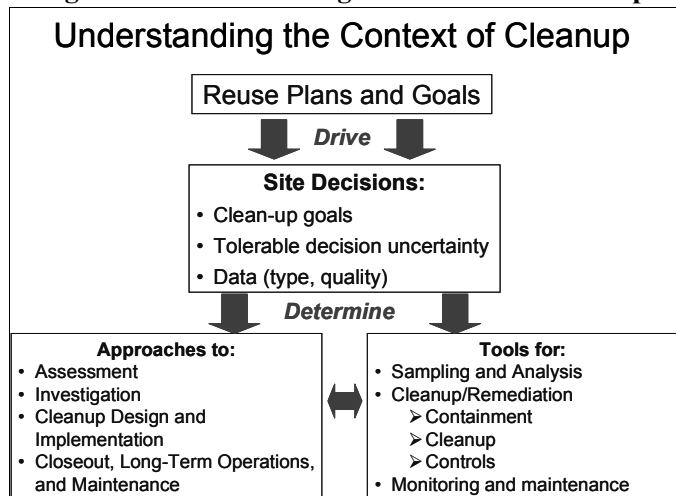 Understanding the Context of Cleanup
Reuse Plans and Goals
Drive
Site Decisions:
• Clean-up goals
• Tolerable decision uncertainty
• Data (type, quality)
Determine
Approaches to:
• Assessment
• Investigation
• Cleanup Design and
Implementation
• Closeout, Long-Term Operations,
and Maintenance
Tools for:
• Sampling and Analysis
• Cleanup/Remediation
➢Containment
➢Cleanup
➢Controls
• Monitoring and maintenance